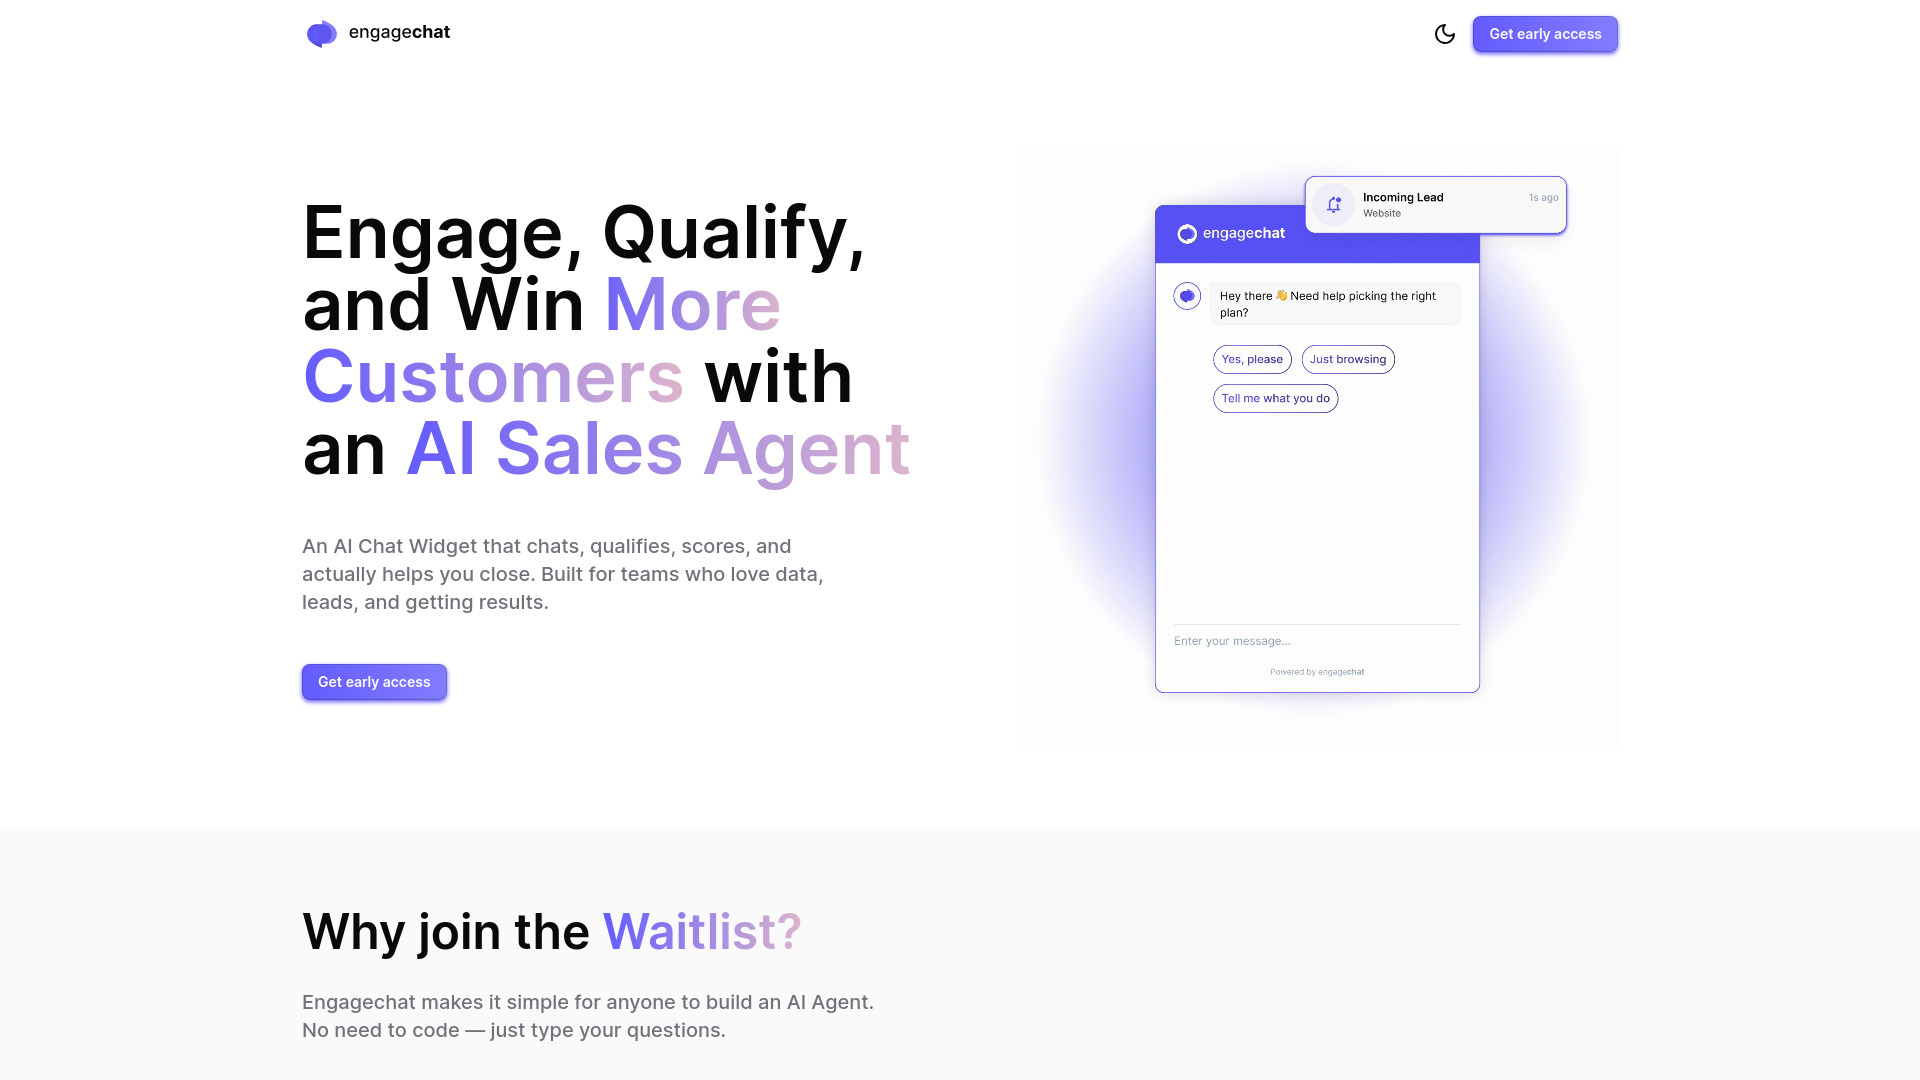 engagechat
Get early access
Engage, Qualify,
and Win More
Customers with
an AI Sales Agent
An AI Chat Widget that chats, qualifies, scores, and
actually helps you close. Built for teams who love data,
leads, and getting results.
Get early access
Incoming Lead
1s ago
Website
engagechat
Hey there 👋 Need help picking the right
plan?
Yes, please
Just browsing
Tell me what you do
Enter your message...
Powered by engagechat
Why join the Waitlist?
Engagechat makes it simple for anyone to build an AI Agent.
No need to code — just type your questions.